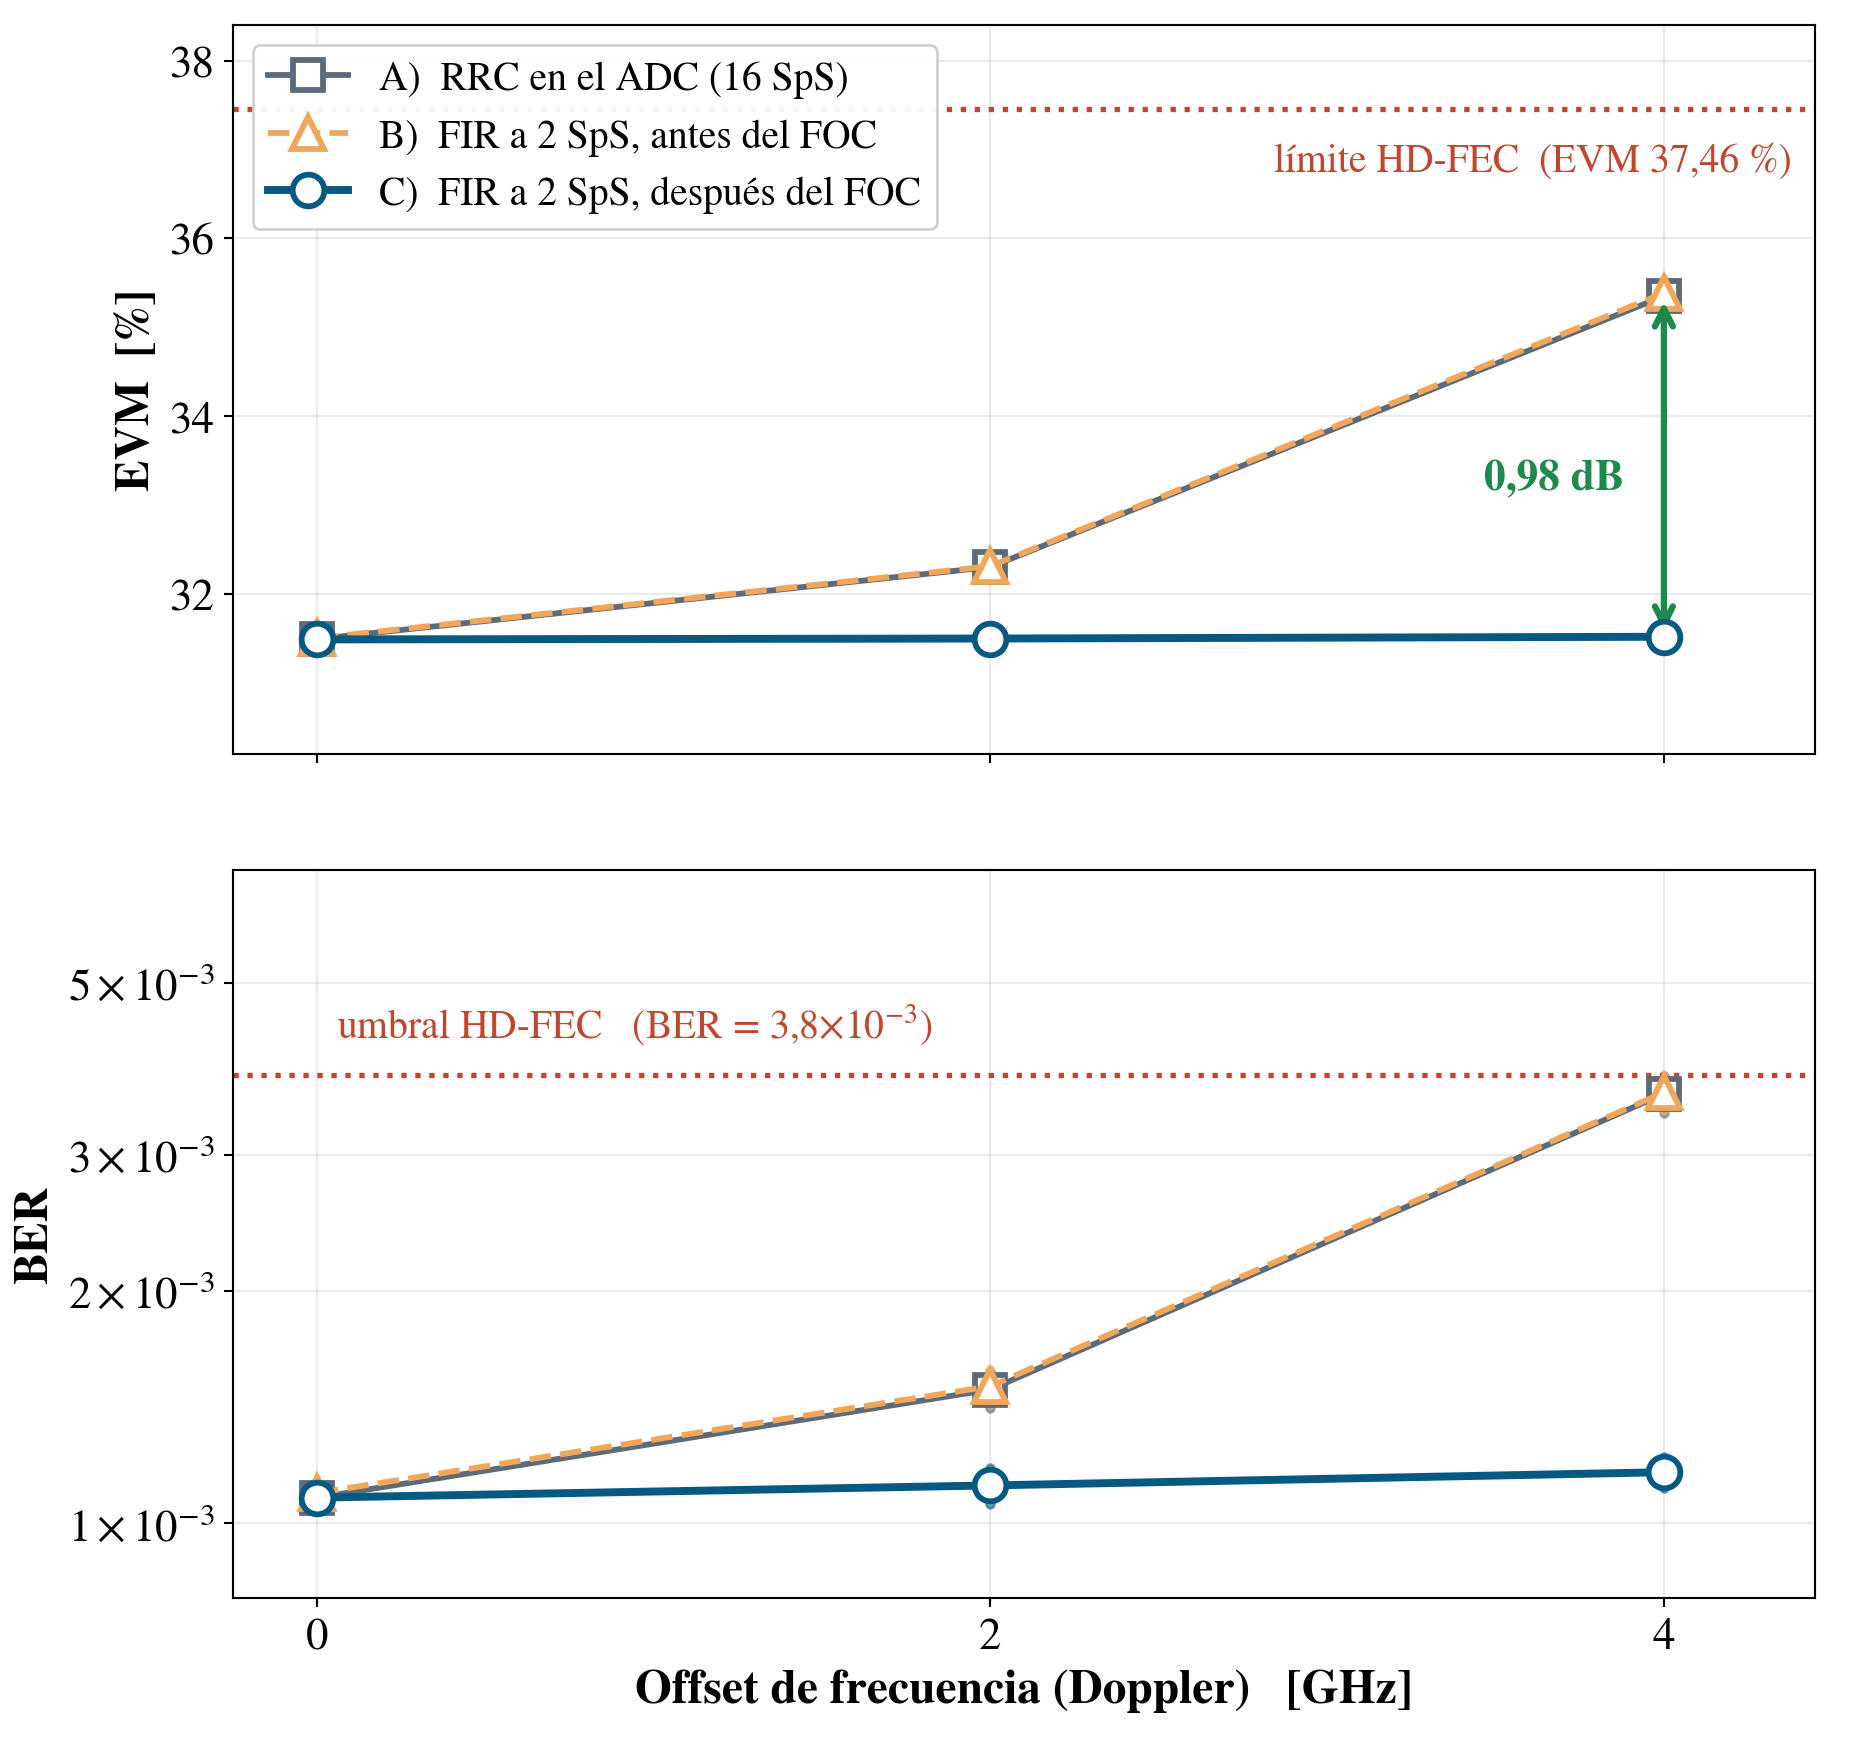 38
36
34
32
EVM [%]
A) RRC en el ADC (16 SpS)
B) FIR a 2 SpS, antes del FOC
C) FIR a 2 SpS, después del FOC
límite HD-FEC (EVM 37,46 %)
0,98 dB
5×10⁻³
3×10⁻³
2×10⁻³
1×10⁻³
BER
umbral HD-FEC (BER = 3,8×10⁻³)
0 2 4
Offset de frecuencia (Doppler) [GHz]